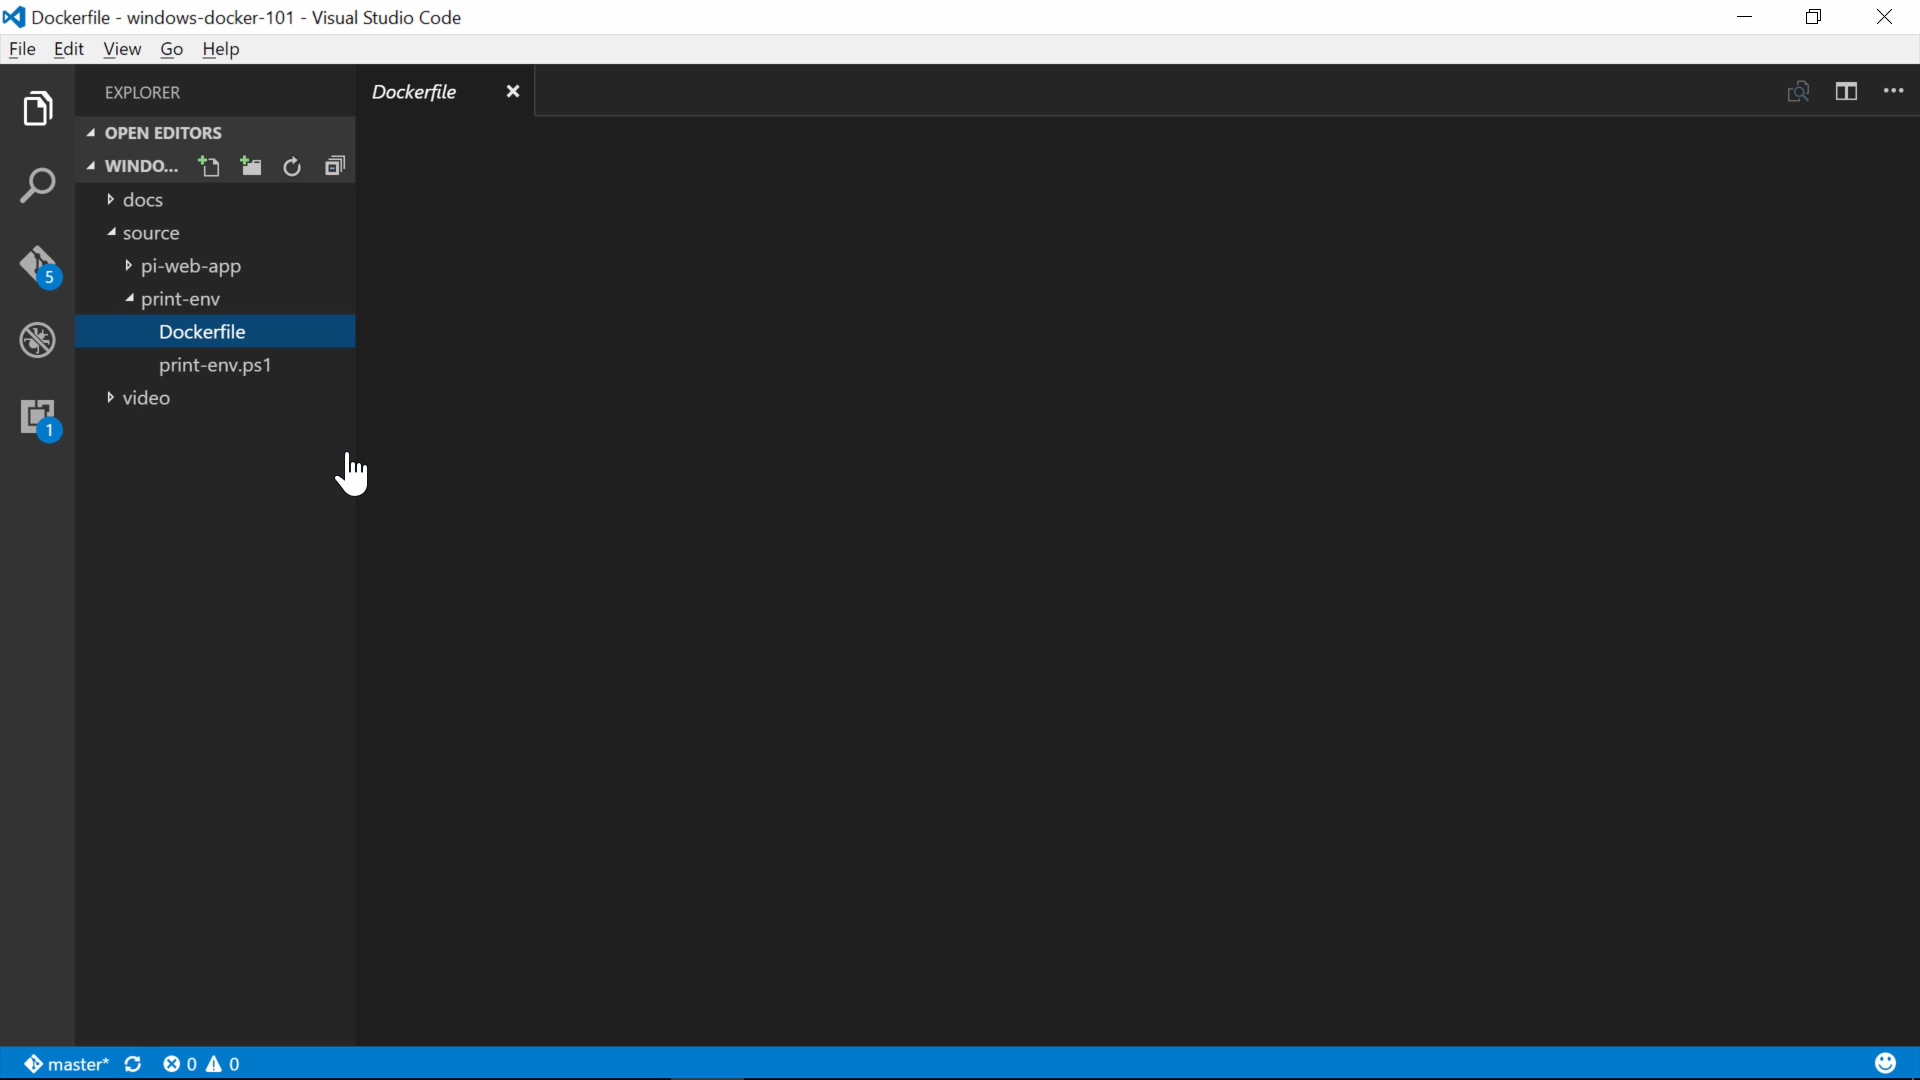 Dockerfile - windows-docker-101 - Visual Studio Code
File Edit View Go Help
EXPLORER
Dockerfile
OPEN EDITORS
WINDO...
docs
source
5
pi-web-app
print-env
Dockerfile
print-env.ps1
video
1
master* 0 0